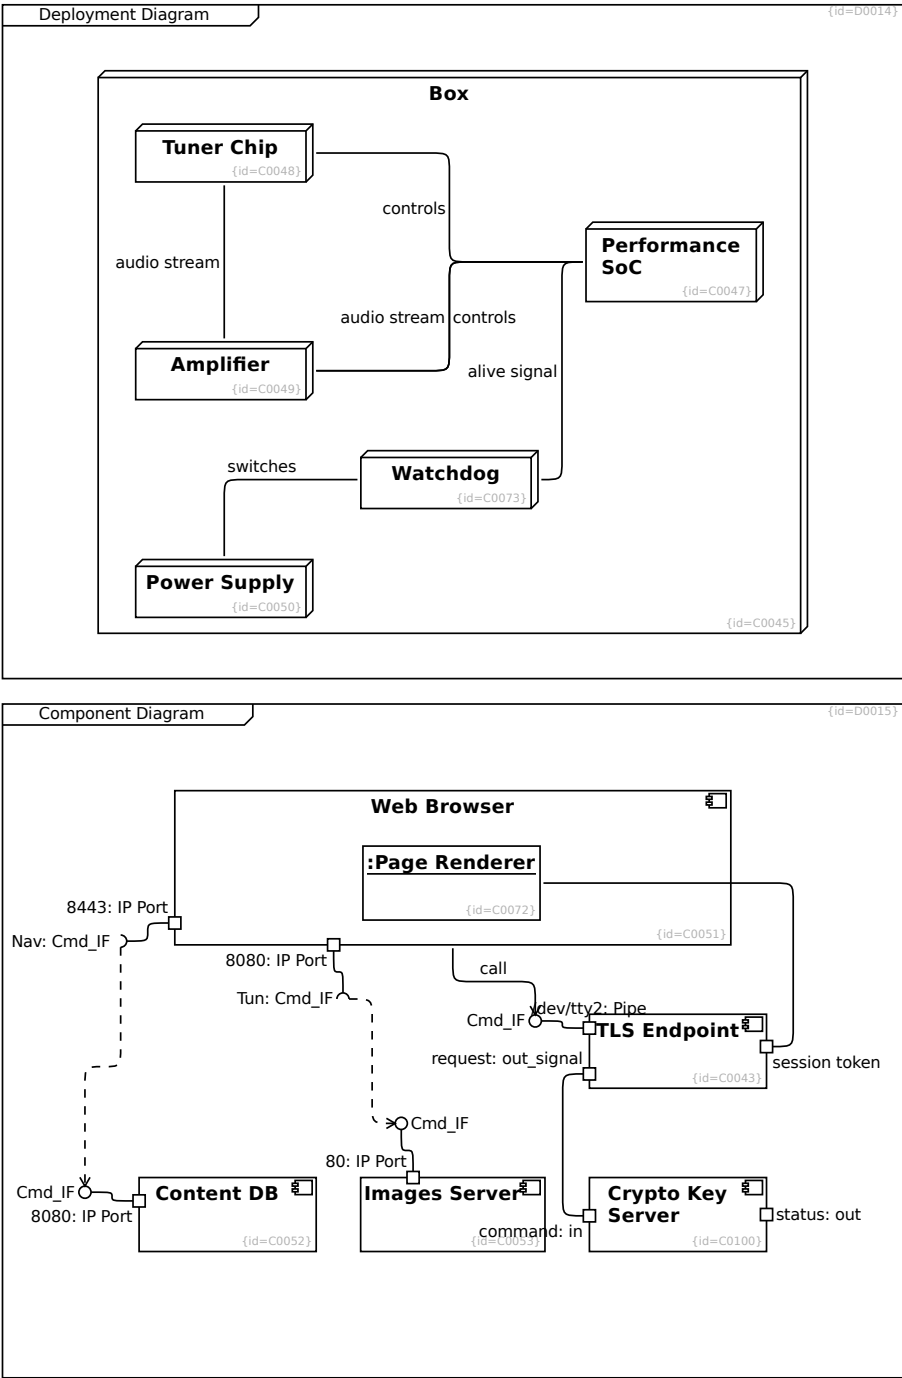 Deployment Diagram
{id=D0014}
Box
Tuner Chip
{id=C0048}
controls
Performance
SoC
{id=C0047}
audio stream
audio stream
controls
Amplifier
{id=C0049}
alive signal
switches
Watchdog
{id=C0073}
Power Supply
{id=C0050}
{id=C0045}
Component Diagram
{id=D0015}
Web Browser
:Page Renderer
{id=C0072}
8443: IP Port
{id=C0051}
Nav: Cmd_IF
8080: IP Port
call
Tun: Cmd_IF
/dev/tty2: Pipe
Cmd_IF
TLS Endpoint
request: out_signal
session token
{id=C0043}
Cmd_IF
80: IP Port
Cmd_IF
8080: IP Port
Content DB
{id=C0052}
Images Server
{id=C0053}
Crypto Key
Server
command: in
status: out
{id=C0100}